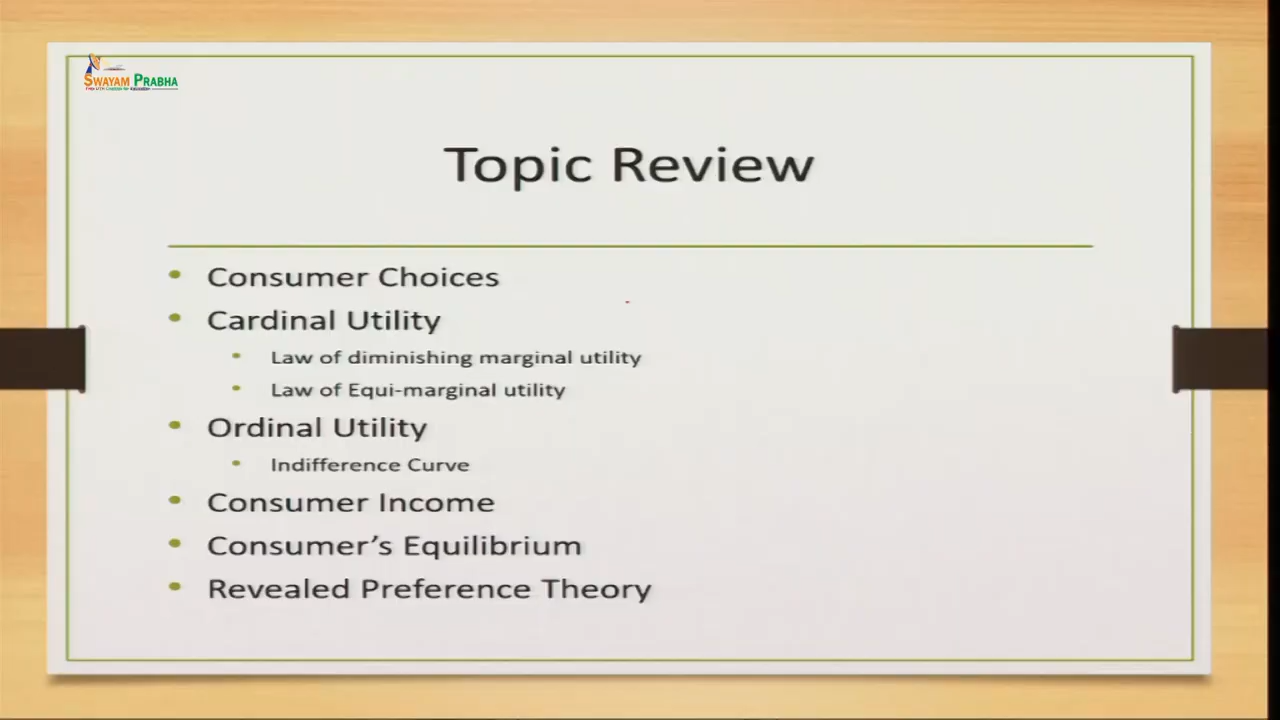 SWAYAM PRABHA
Topic Review
• Consumer Choices
• Cardinal Utility
• Law of diminishing marginal utility
• Law of Equi-marginal utility
• Ordinal Utility
• Indifference Curve
• Consumer Income
• Consumer's Equilibrium
• Revealed Preference Theory